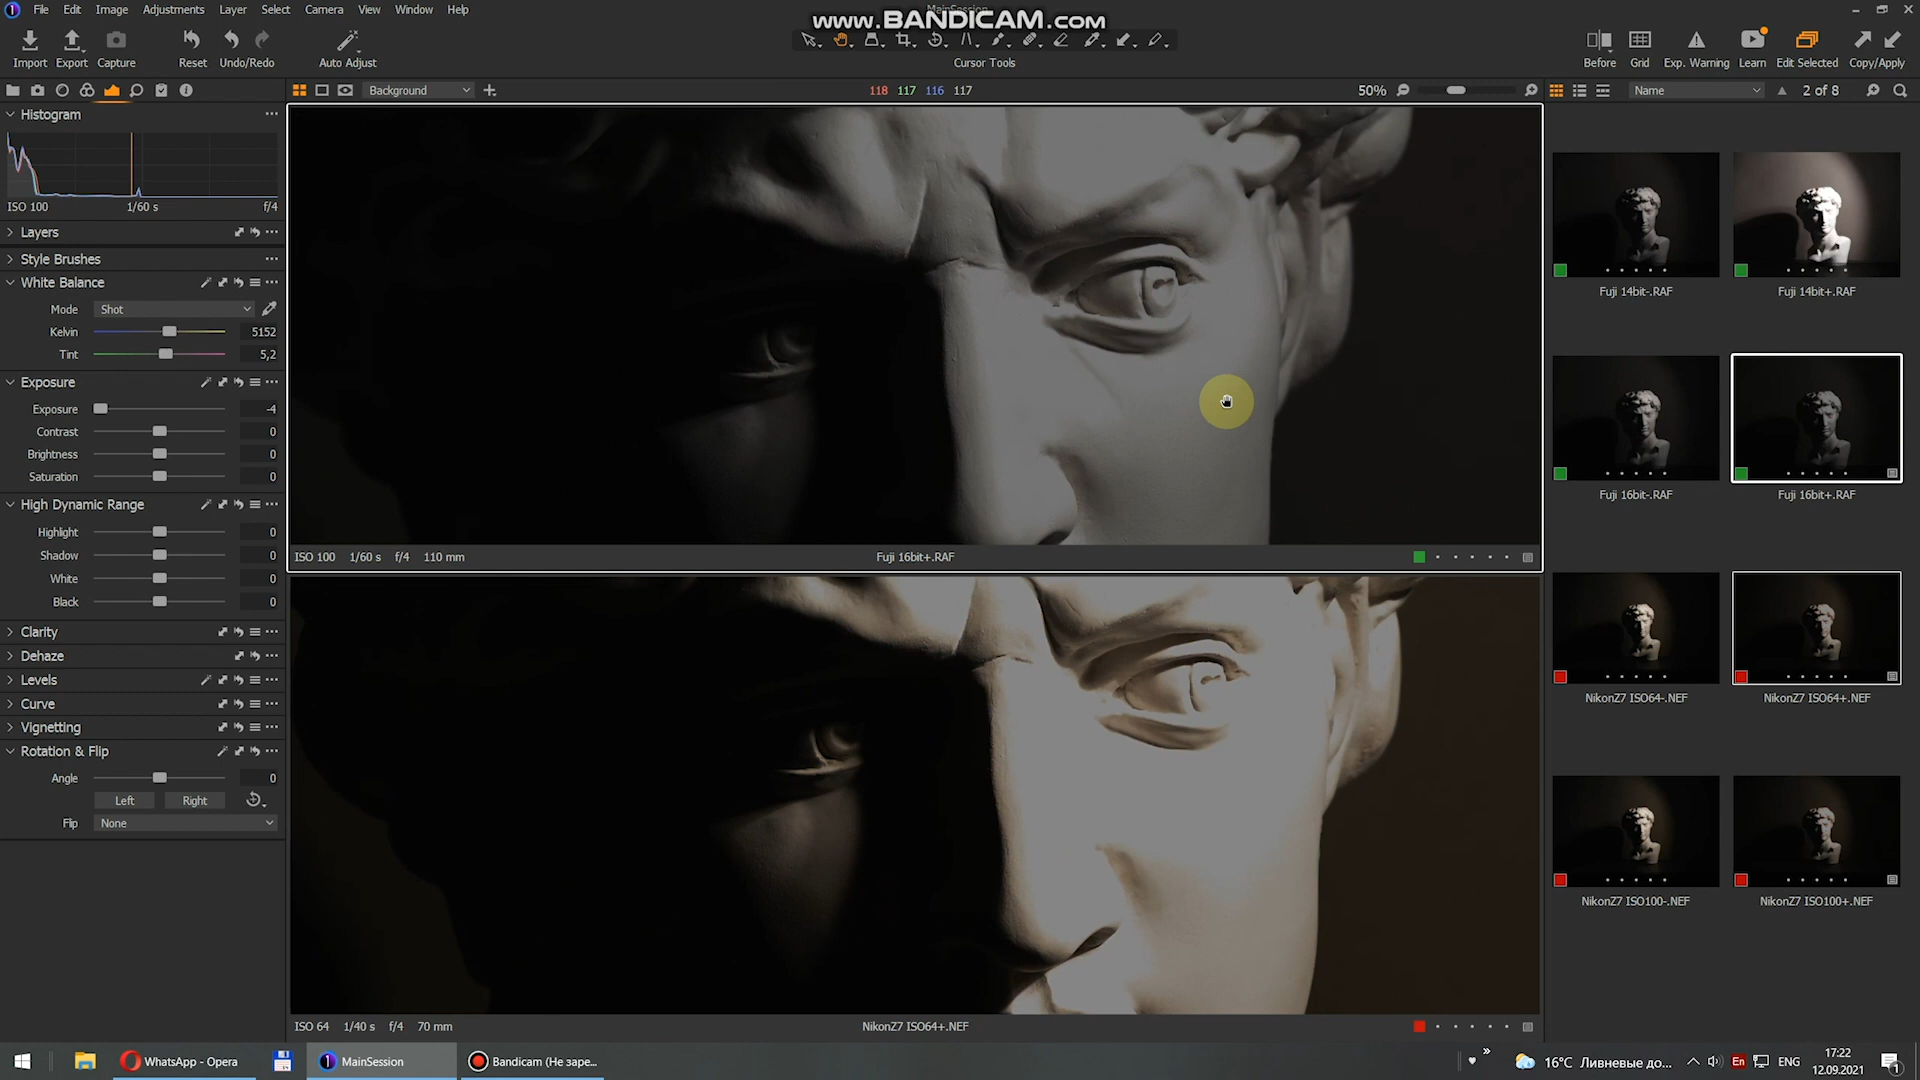 File Edit Image Adjustments Layer Select Camera View Window Help
www.BANDICAM.com
Import Export Capture Reset Undo/Redo Auto Adjust
Cursor Tools
Before Grid Exp. Warning Learn Edit Selected Copy/Apply
Background
118 117 116 117
50%
Name
2 of 8
Histogram
ISO 100 1/60 s f/4
Layers
Style Brushes
White Balance
Mode Shot
Kelvin 5152
Tint 5,2
Exposure
Exposure -4
Contrast 0
Brightness 0
Saturation 0
High Dynamic Range
Highlight 0
Shadow 0
White 0
Black 0
Clarity
Dehaze
Levels
Curve
Vignetting
Rotation & Flip
Angle 0
Left Right
Flip None
ISO 100 1/60 s f/4 110 mm Fuji 16bit+.RAF
ISO 64 1/40 s f/4 70 mm NikonZ7 ISO64+.NEF
Fuji 14bit-.RAF Fuji 14bit+.RAF
Fuji 16bit-.RAF Fuji 16bit+.RAF
NikonZ7 ISO64-.NEF NikonZ7 ISO64+.NEF
NikonZ7 ISO100-.NEF NikonZ7 ISO100+.NEF
WhatsApp - Opera
MainSession
Bandicam (Не заре...
16°C Ливневые до...
En
ENG
17:22
12.09.2021
1